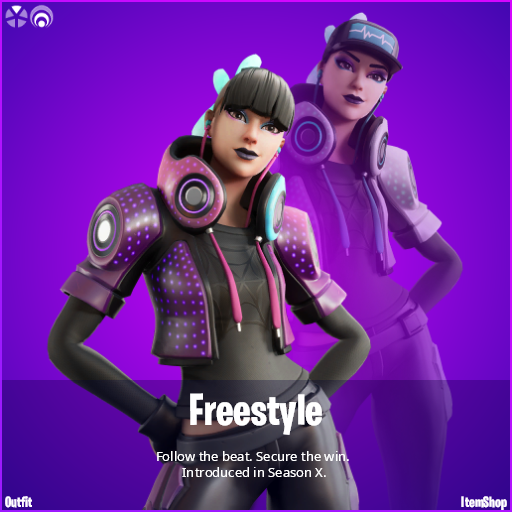 Freestyle
Follow the beat. Secure the win.
Introduced in Season X.
Outfit
ItemShop